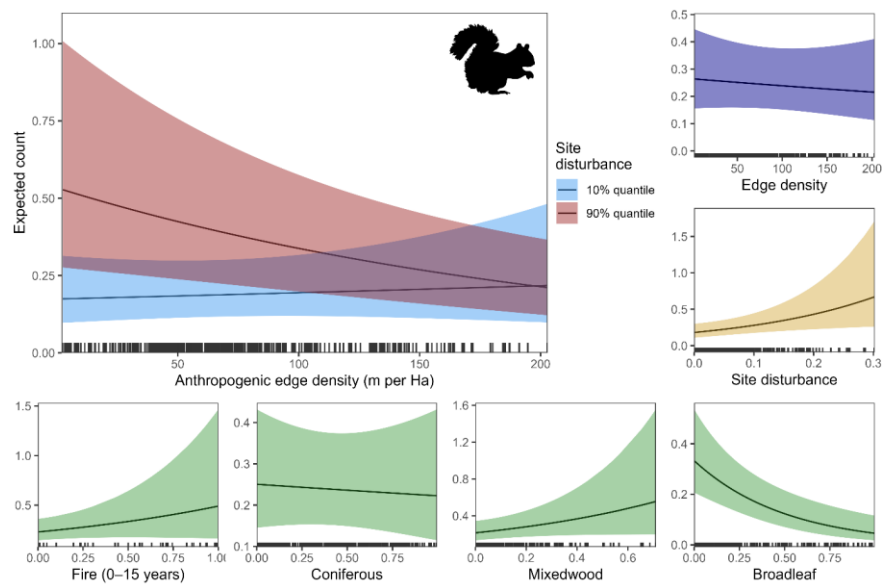 1.00
0.75
0.50
0.25
0.00
Expected count
50
100
150
200
Anthropogenic edge density (m per Ha)
Site
disturbance
10% quantile
90% quantile
0.5
0.4
0.3
0.2
0.1
0.0
50 100 150 200
Edge density
1.5
1.0
0.5
0.0
0.0 0.1 0.2 0.3
Site disturbance
1.5
1.0
0.5
0.00 0.25 0.50 0.75 1.00
Fire (0–15 years)
0.4
0.3
0.2
0.1
0.00 0.25 0.50 0.75
Coniferous
1.6
1.2
0.8
0.4
0.0 0.2 0.4 0.6
Mixedwood
0.4
0.2
0.0
0.00 0.25 0.50 0.75
Broadleaf